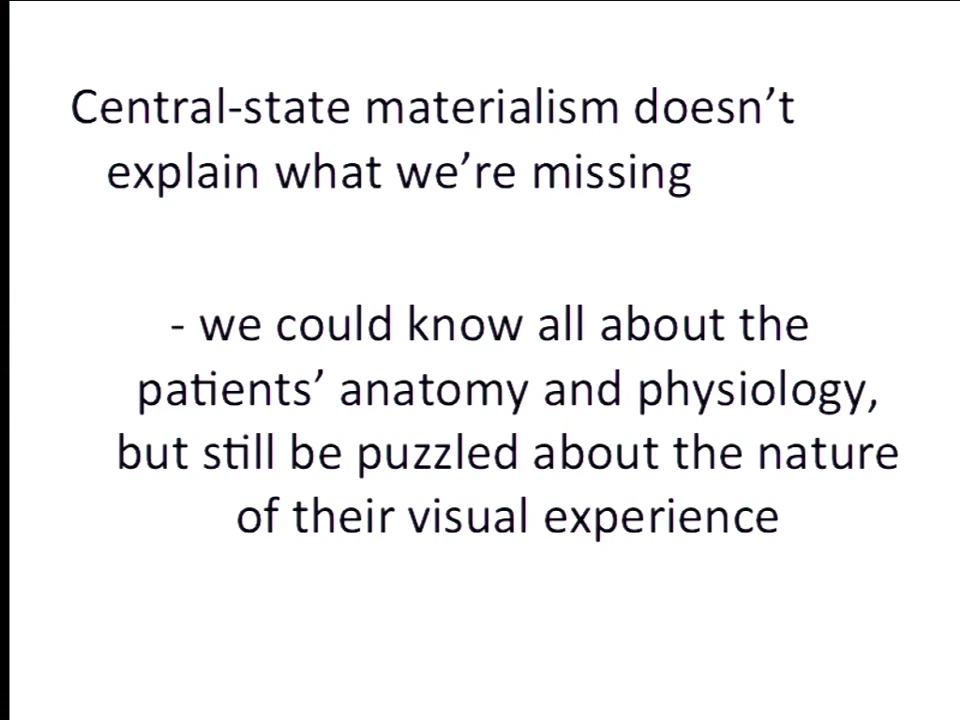 Central-state materialism doesn’t
explain what we’re missing
- we could know all about the
patients’ anatomy and physiology,
but still be puzzled about the nature
of their visual experience